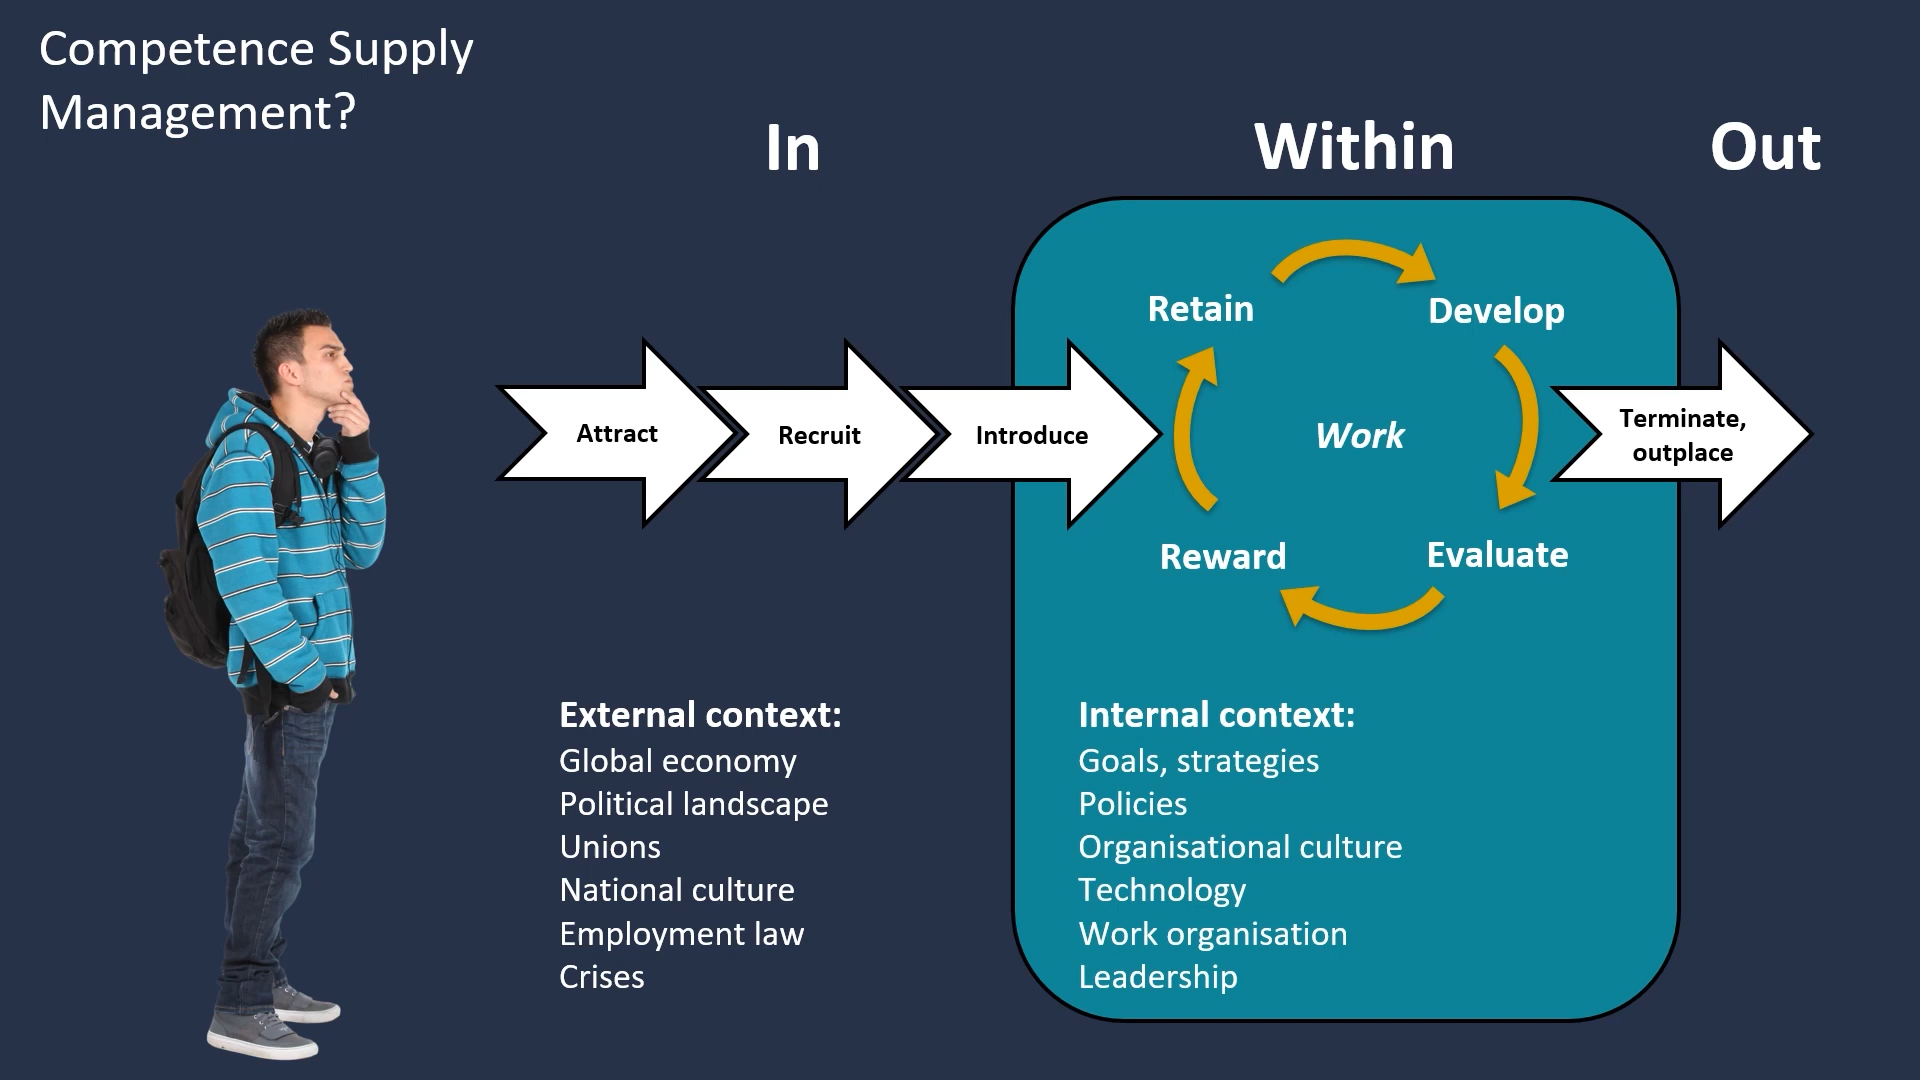 Competence Supply
Management?
In
Within
Out
Attract
Recruit
Introduce
Retain
Develop
Work
Reward
Evaluate
Terminate,
outplace
External context:
Global economy
Political landscape
Unions
National culture
Employment law
Crises
Internal context:
Goals, strategies
Policies
Organisational culture
Technology
Work organisation
Leadership